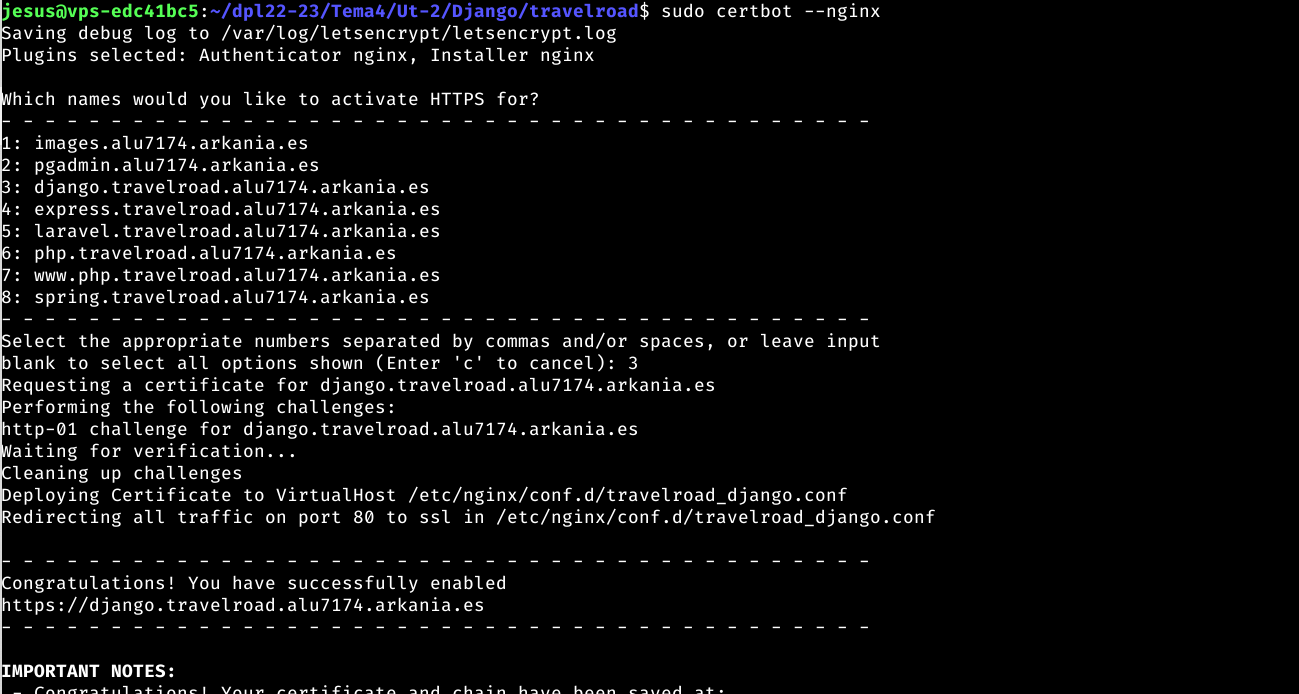 jesus@vps-edc41bc5:~/dpl22-23/Tema4/Ut-2/Django/travelroad$ sudo certbot --nginx
Saving debug log to /var/log/letsencrypt/letsencrypt.log
Plugins selected: Authenticator nginx, Installer nginx
Which names would you like to activate HTTPS for?
- - - - - - - - - - - - - - - - - - - - - - - - - - - - - - - - - - - - - - - -
1: images.alu7174.arkania.es
2: pgadmin.alu7174.arkania.es
3: django.travelroad.alu7174.arkania.es
4: express.travelroad.alu7174.arkania.es
5: laravel.travelroad.alu7174.arkania.es
6: php.travelroad.alu7174.arkania.es
7: www.php.travelroad.alu7174.arkania.es
8: spring.travelroad.alu7174.arkania.es
- - - - - - - - - - - - - - - - - - - - - - - - - - - - - - - - - - - - - - - -
Select the appropriate numbers separated by commas and/or spaces, or leave input
blank to select all options shown (Enter 'c' to cancel): 3
Requesting a certificate for django.travelroad.alu7174.arkania.es
Performing the following challenges:
http-01 challenge for django.travelroad.alu7174.arkania.es
Waiting for verification...
Cleaning up challenges
Deploying Certificate to VirtualHost /etc/nginx/conf.d/travelroad_django.conf
Redirecting all traffic on port 80 to ssl in /etc/nginx/conf.d/travelroad_django.conf
- - - - - - - - - - - - - - - - - - - - - - - - - - - - - - - - - - - - - - - -
Congratulations! You have successfully enabled
https://django.travelroad.alu7174.arkania.es
- - - - - - - - - - - - - - - - - - - - - - - - - - - - - - - - - - - - - - - -
IMPORTANT NOTES:
- Congratulations! Your certificate and chain have been saved at: